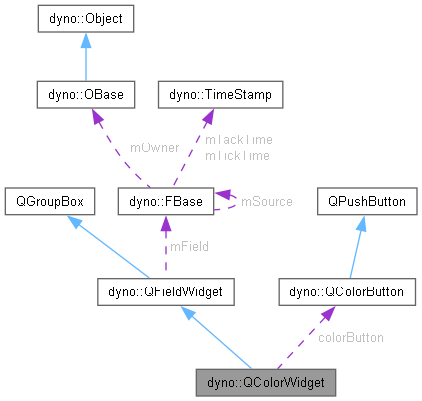 dyno::Object
dyno::OBase
dyno::TimeStamp
mOwner
mTackTime
mTickTime
QGroupBox
dyno::FBase
mSource
QPushButton
mField
dyno::QFieldWidget
dyno::QColorButton
colorButton
dyno::QColorWidget